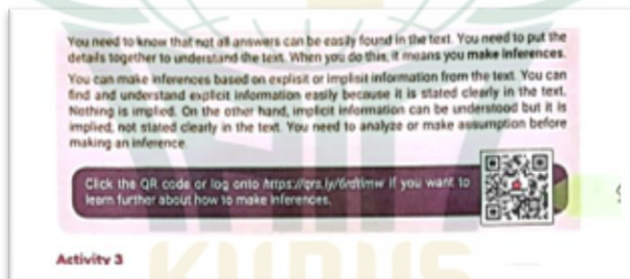 You need to know that not all answers can be easily found in the text. You need to put the
details together to understand the text. When you do this, it means you make inferences.
You can make inferences based on explisit or implisit information from the text. You can
find and understand explicit information easily because it is stated clearly in the text.
Nothing is implied. On the other hand, implicit information can be understood but it is
implied, not stated clearly in the text. You need to analyze or make assumption before
making an inference.
Click the QR code or log onto if you want to
learn further about how to make inferences.
Activity 3
KUDUS